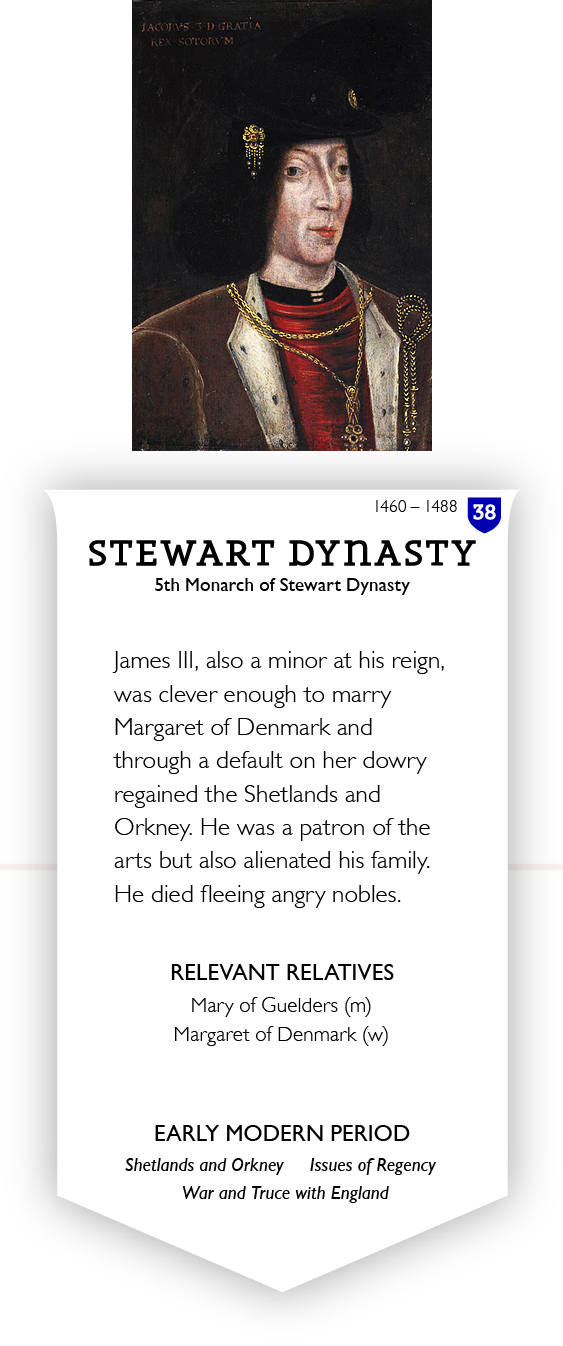 JACOBVS · 3 · D · GRATIA
REX · SOTORVM
1460 – 1488
38
STEWART DYNASTY
5th Monarch of Stewart Dynasty
James III, also a minor at his reign,
was clever enough to marry
Margaret of Denmark and
through a default on her dowry
regained the Shetlands and
Orkney. He was a patron of the
arts but also alienated his family.
He died fleeing angry nobles.
RELEVANT RELATIVES
Mary of Guelders (m)
Margaret of Denmark (w)
EARLY MODERN PERIOD
Shetlands and Orkney Issues of Regency
War and Truce with England